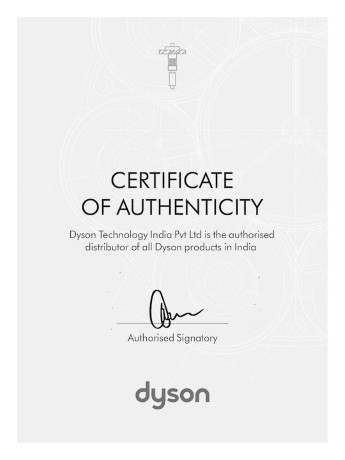 CERTIFICATE
OF AUTHENTICITY
Dyson Technology India Pvt Ltd is the authorised
distributor of all Dyson products in India
Authorised Signatory
dyson